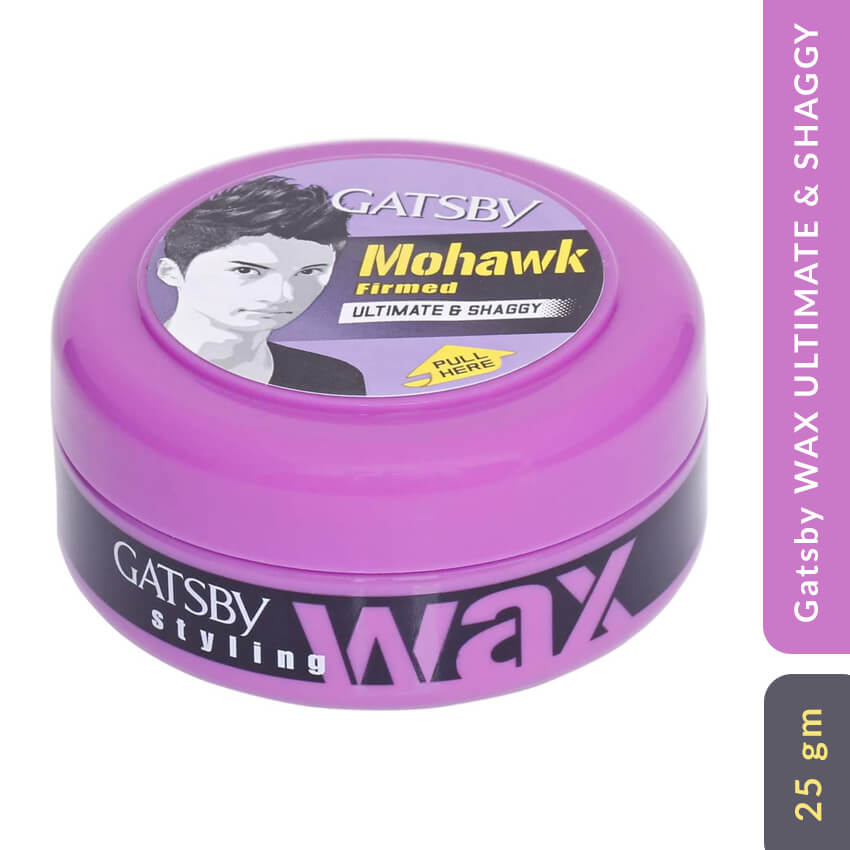 GATSBY
Mohawk
Firmed
ULTIMATE & SHAGGY
PULL
HERE
GATSBY
styling
wax
Gatsby WAX ULTIMATE & SHAGGY
25 gm